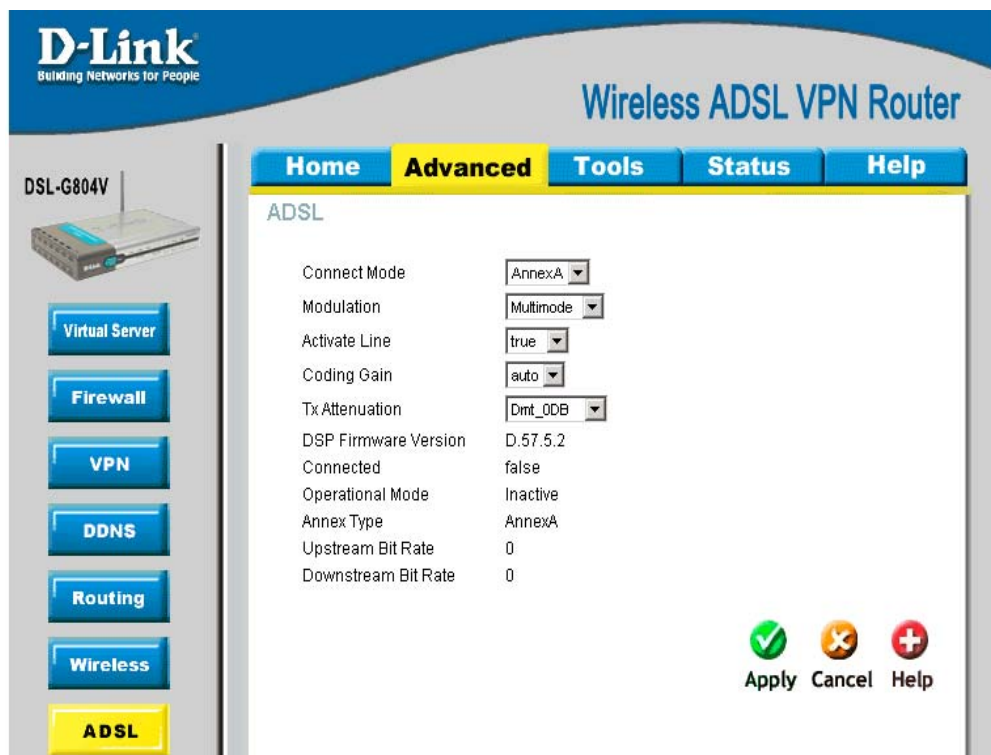 D-Link
Building Networks for People
Wireless ADSL VPN Router
DSL-G804V
Home Advanced Tools Status Help
ADSL
Connect Mode AnnexA
Modulation Multimode
Activate Line true
Coding Gain auto
Tx Attenuation Dmt_0DB
DSP Firmware Version D.57.5.2
Connected false
Operational Mode Inactive
Annex Type AnnexA
Upstream Bit Rate 0
Downstream Bit Rate 0
Virtual Server
Firewall
VPN
DDNS
Routing
Wireless
ADSL
Apply Cancel Help